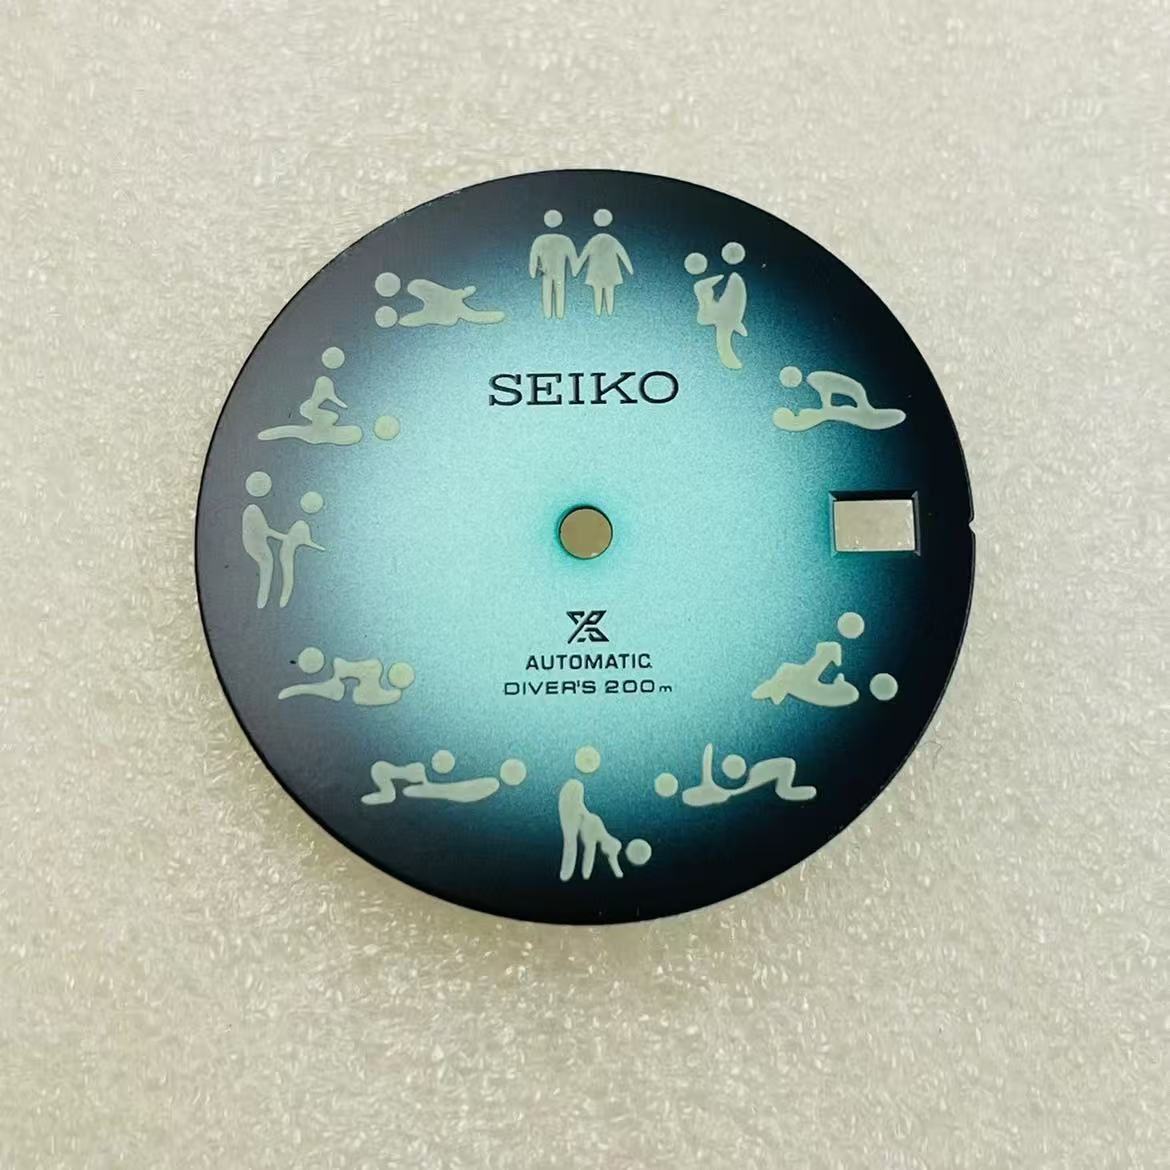 SEIKO
AUTOMATIC
DIVER'S 200m